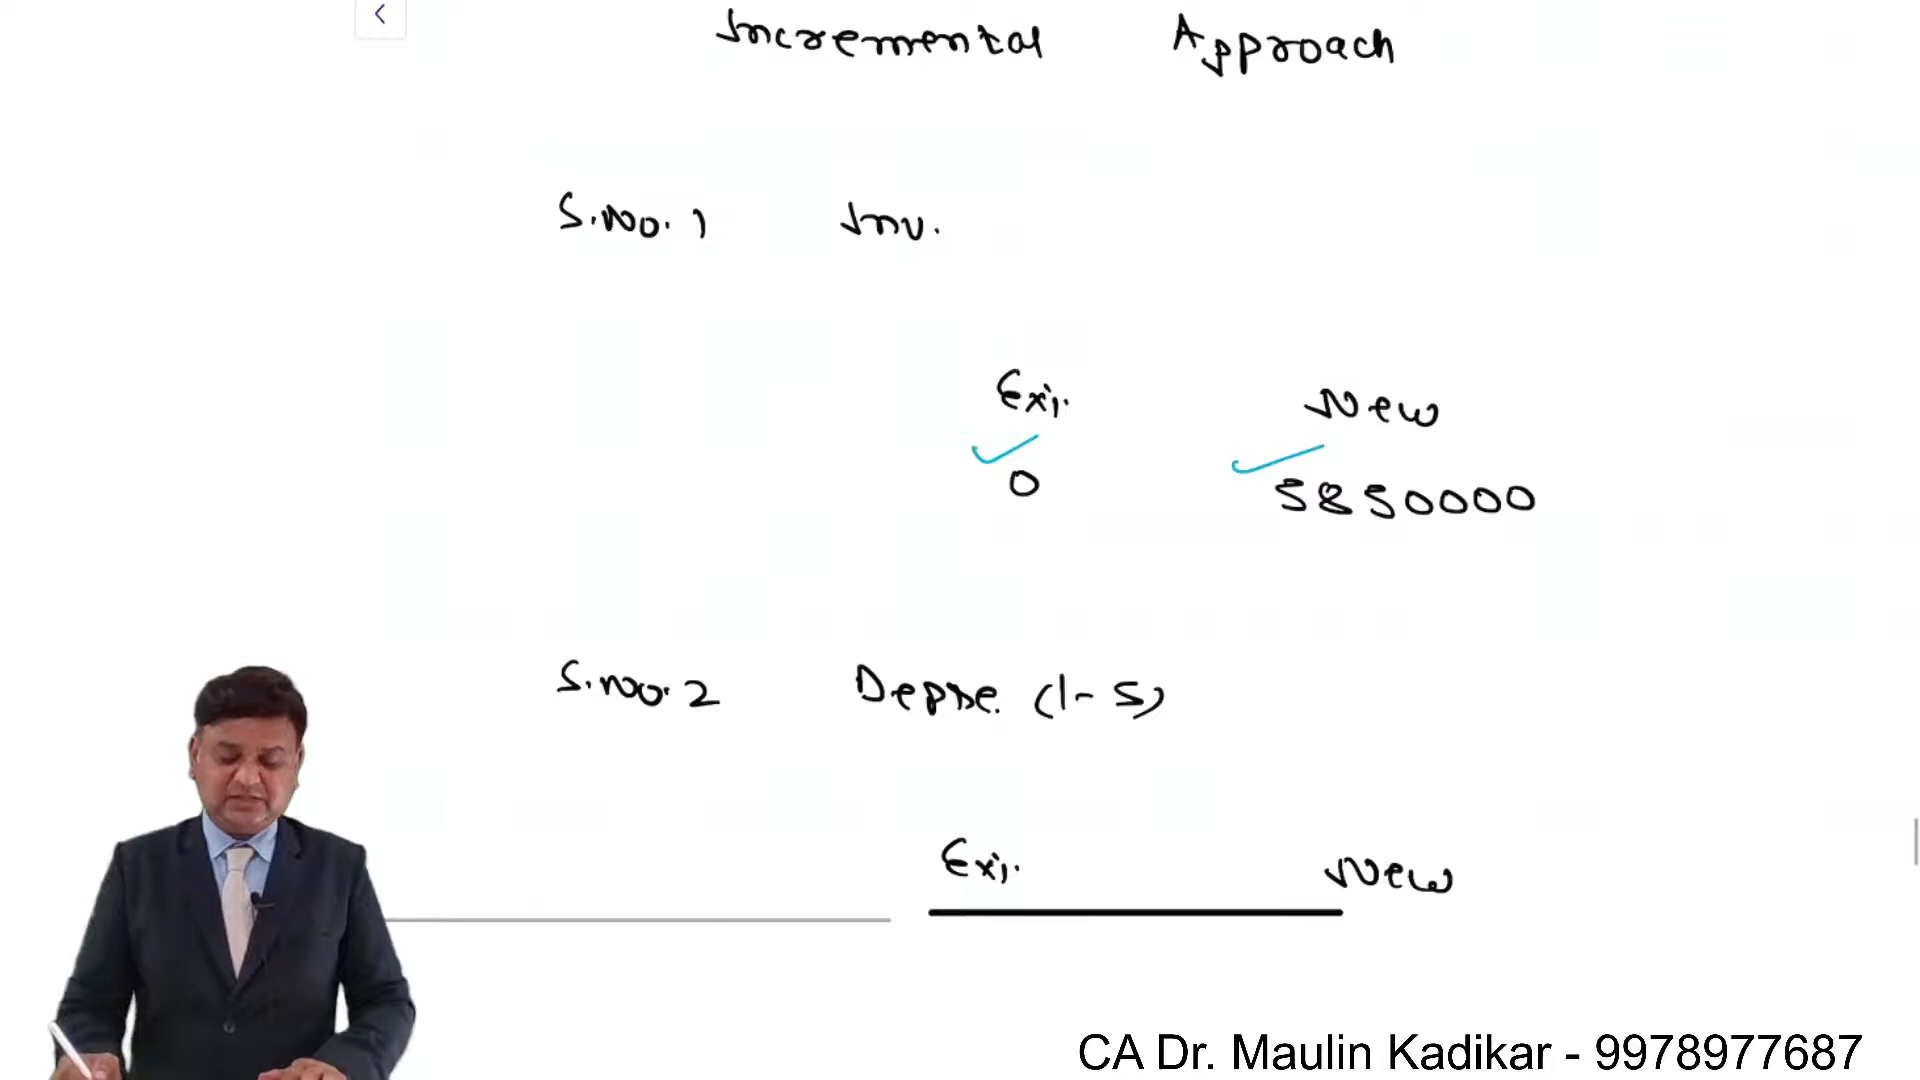 Incremental Approach
S.No. 1 Inv.
Exi. New
0 5850000
S.No. 2 Depre. (1-5)
Exi. New
CA Dr. Maulin Kadikar - 9978977687